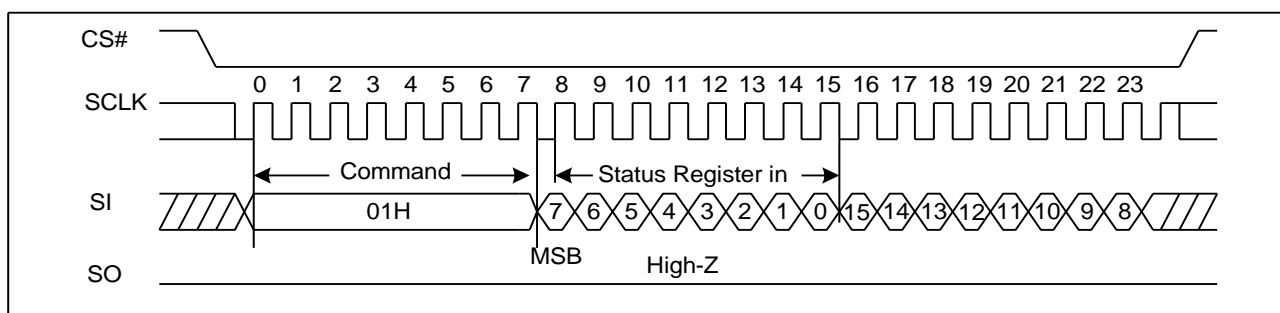 CS#
0 1 2 3 4 5 6 7 8 9 10 11 12 13 14 15 16 17 18 19 20 21 22 23
SCLK
Command Status Register in
SI 01H 7 6 5 4 3 2 1 0 15 14 13 12 11 10 9 8
MSB
SO High-Z